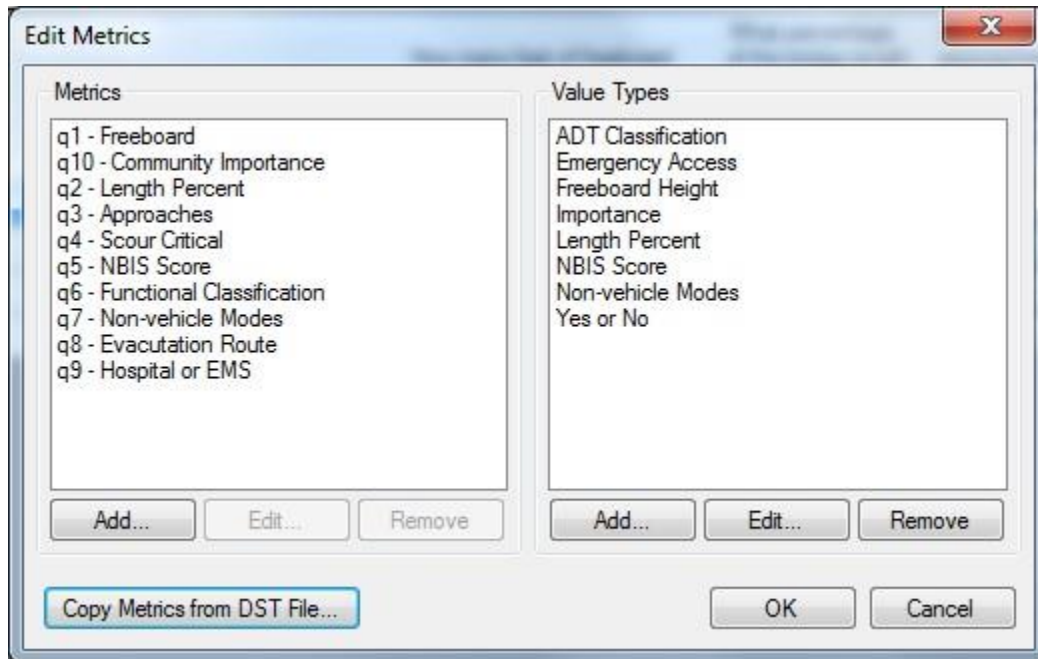 Edit Metrics
Metrics
q1 - Freeboard
q10 - Community Importance
q2 - Length Percent
q3 - Approaches
q4 - Scour Critical
q5 - NBIS Score
q6 - Functional Classification
q7 - Non-vehicle Modes
q8 - Evacutation Route
q9 - Hospital or EMS
Add...
Edit...
Remove
Value Types
ADT Classification
Emergency Access
Freeboard Height
Importance
Length Percent
NBIS Score
Non-vehicle Modes
Yes or No
Add...
Edit...
Remove
Copy Metrics from DST File...
OK
Cancel